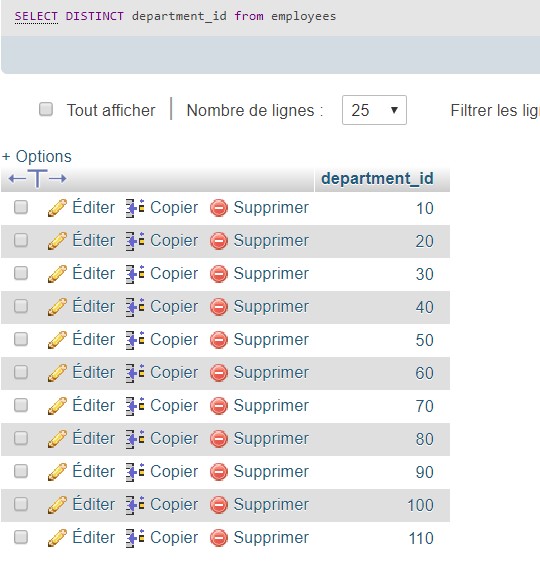 SELECT DISTINCT department_id from employees
Tout afficher Nombre de lignes : 25 Filtrer les lig
+ Options
department_id
Éditer Copier Supprimer 10
Éditer Copier Supprimer 20
Éditer Copier Supprimer 30
Éditer Copier Supprimer 40
Éditer Copier Supprimer 50
Éditer Copier Supprimer 60
Éditer Copier Supprimer 70
Éditer Copier Supprimer 80
Éditer Copier Supprimer 90
Éditer Copier Supprimer 100
Éditer Copier Supprimer 110